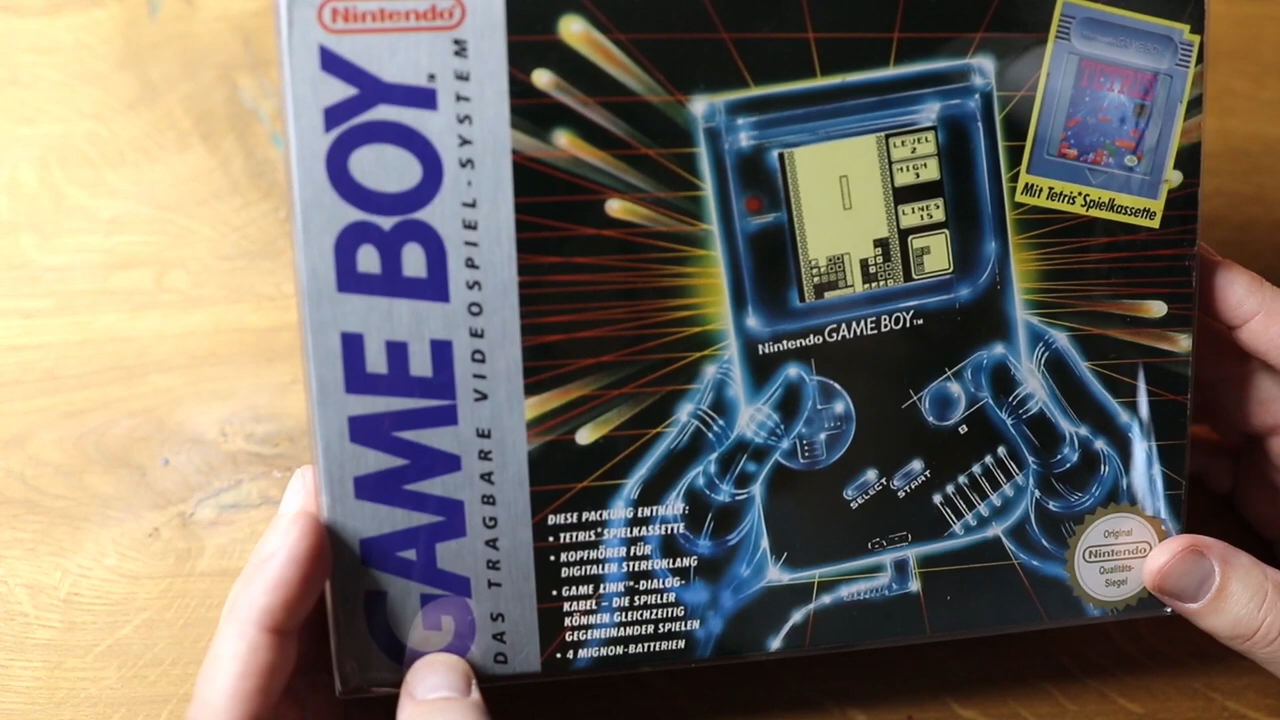 Nintendo
GAME BOY™
DAS TRAGBARE VIDEOSPIEL-SYSTEM
TETRIS
Mit Tetris*Spielkassette
LEVEL
2
HIGH
3
LINES
15
Nintendo GAME BOY™
B
SELECT
START
DIESE PACKUNG ENTHÄLT:
• TETRIS*SPIELKASSETTE
• KOPFHÖRER FÜR
DIGITALEN STEREOKLANG
• GAME LINK™-DIALOG-
KABEL – DIE SPIELER
KÖNNEN GLEICHZEITIG
GEGENEINANDER SPIELEN
• 4 MIGNON-BATTERIEN
Original
Nintendo
Qualitäts-
Siegel